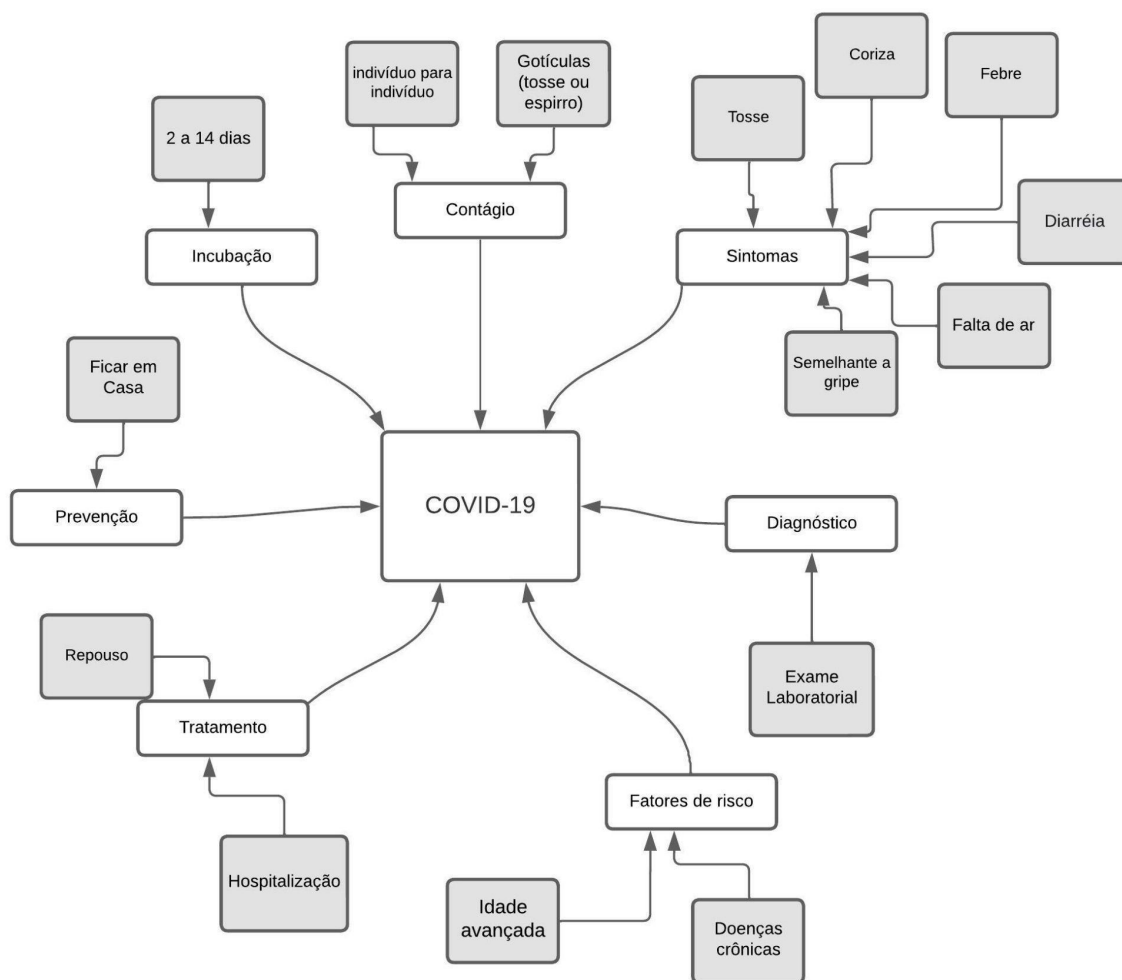 indivíduo para
indivíduo
Gotículas
(tosse ou
espirro)
Coriza
Febre
Tosse
2 a 14 dias
Contágio
Diarréia
Incubação
Sintomas
Falta de ar
Semelhante a
gripe
Ficar em
Casa
COVID-19
Prevenção
Diagnóstico
Repouso
Exame
Laboratorial
Tratamento
Fatores de risco
Hospitalização
Idade
avançada
Doenças
crônicas